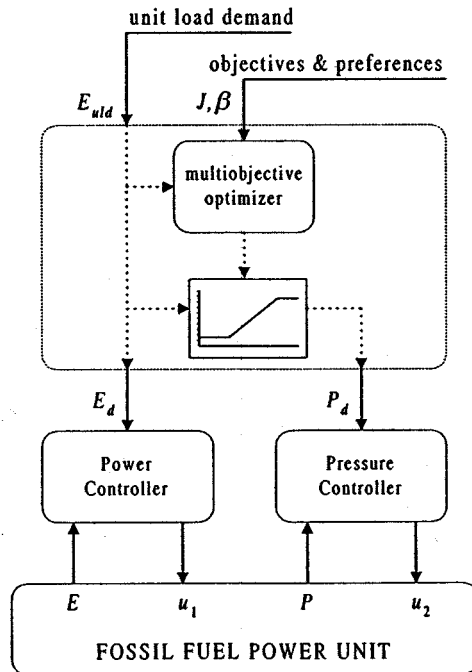 unit load demand
objectives & preferences
E_uld
J, β
multiobjective
optimizer
E_d
P_d
Power
Controller
Pressure
Controller
E
u_1
P
u_2
FOSSIL FUEL POWER UNIT